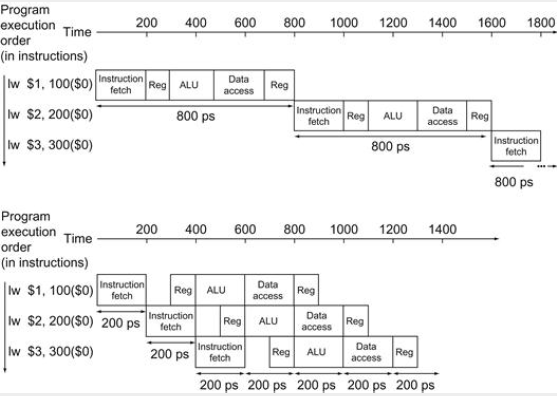 Program
execution
order
(in instructions)
Time
200 400 600 800 1000 1200 1400 1600 1800
lw $1, 100($0)
Instruction
fetch
Reg
ALU
Data
access
Reg
lw $2, 200($0)
800 ps
Instruction
fetch
Reg
ALU
Data
access
Reg
lw $3, 300($0)
800 ps
Instruction
fetch
...
800 ps
Program
execution
order
(in instructions)
Time
200 400 600 800 1000 1200 1400
lw $1, 100($0)
Instruction
fetch
Reg
ALU
Data
access
Reg
lw $2, 200($0)
200 ps
Instruction
fetch
Reg
ALU
Data
access
Reg
lw $3, 300($0)
200 ps
Instruction
fetch
Reg
ALU
Data
access
Reg
200 ps 200 ps 200 ps 200 ps 200 ps